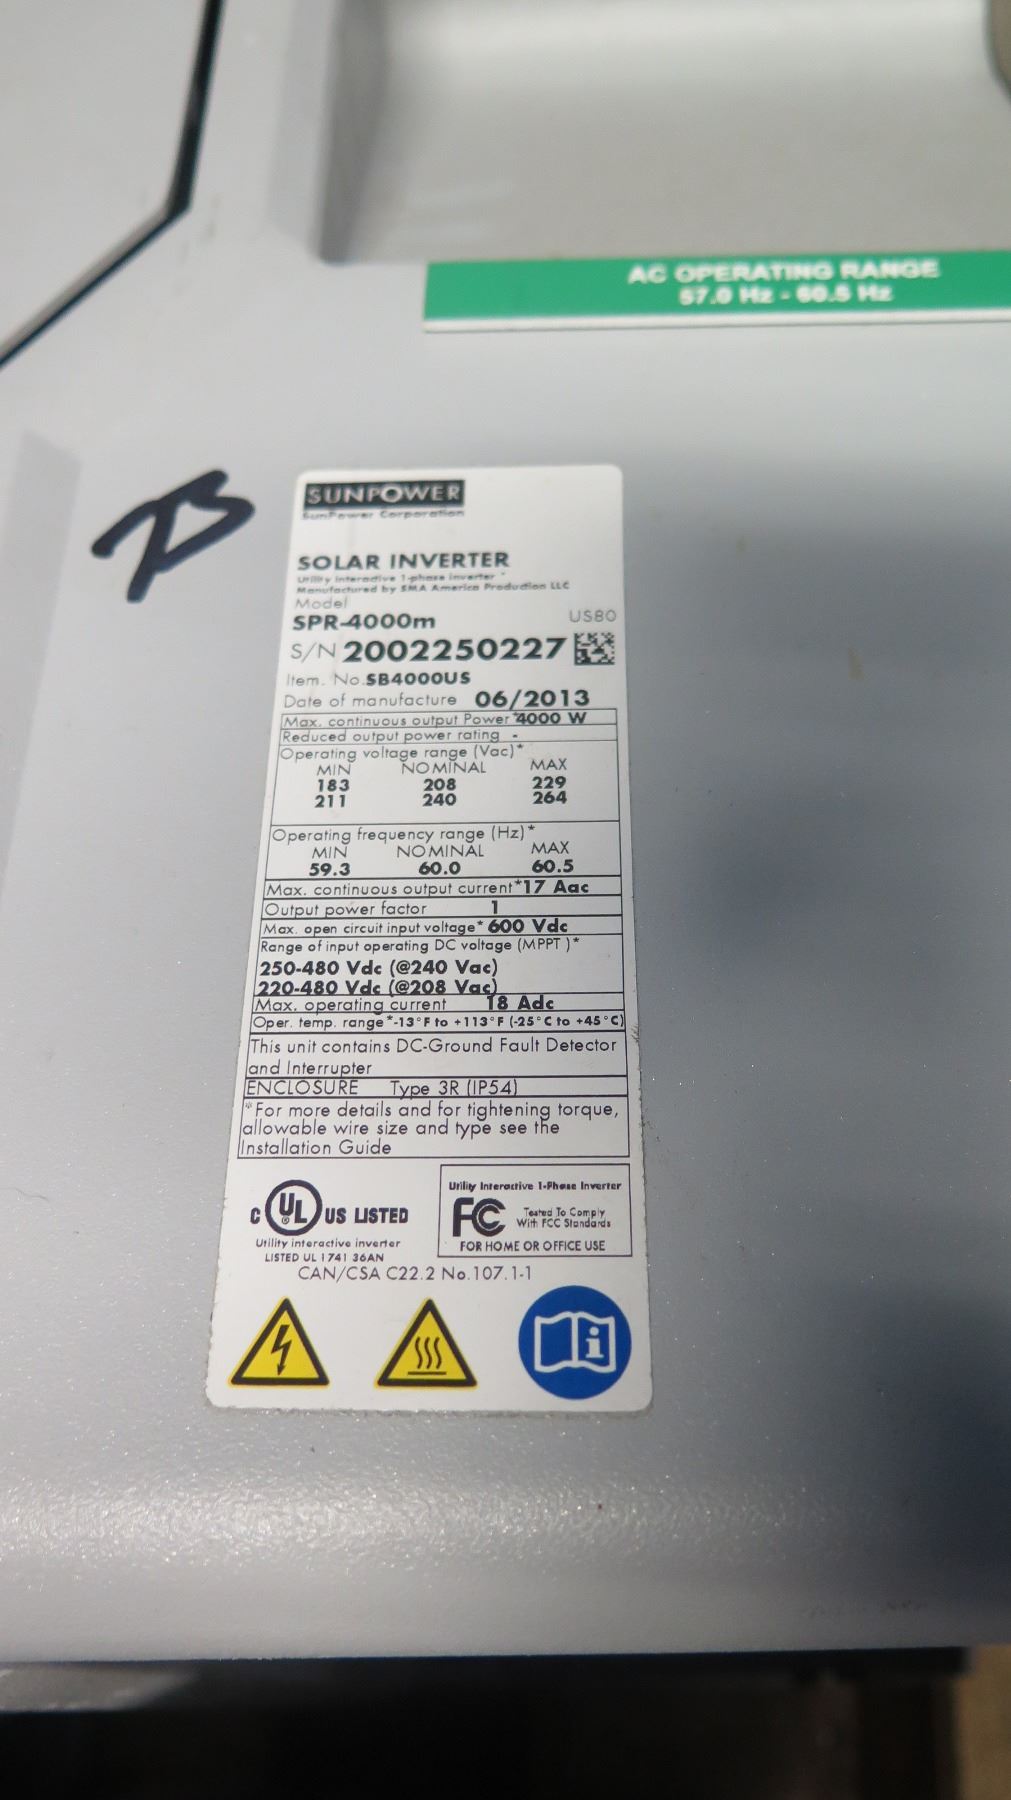 AC OPERATING RANGE
57.0 Hz - 60.5 Hz
SUNPOWER
SunPower Corporation
SOLAR INVERTER
Utility Interactive 1-phase inverter
Manufactured by SMA America Production LLC
Model
SPR-4000m US80
S/N 2002250227
Item. No.SB4000US
Date of manufacture 06/2013
Max. continuous output Power*4000 W
Reduced output power rating -
Operating voltage range (Vac)*
MIN NOMINAL MAX
183 208 229
211 240 264
Operating frequency range (Hz)*
MIN NOMINAL MAX
59.3 60.0 60.5
Max. continuous output current*17 Aac
Output power factor 1
Max. open circuit input voltage* 600 Vdc
Range of input operating DC voltage (MPPT )*
250-480 Vdc (@240 Vac)
220-480 Vdc (@208 Vac)
Max. operating current 18 Adc
Oper. temp. range*-13°F to +113°F (-25°C to +45°C)
This unit contains DC-Ground Fault Detector
and Interrupter
ENCLOSURE Type 3R (IP54)
*For more details and for tightening torque,
allowable wire size and type see the
Installation Guide
C UL ® US LISTED
Utility interactive inverter
LISTED UL 1741 36AN
Utility Interactive 1-Phase Inverter
FC Tested To Comply
With FCC Standards
FOR HOME OR OFFICE USE
CAN/CSA C22.2 No.107.1-1